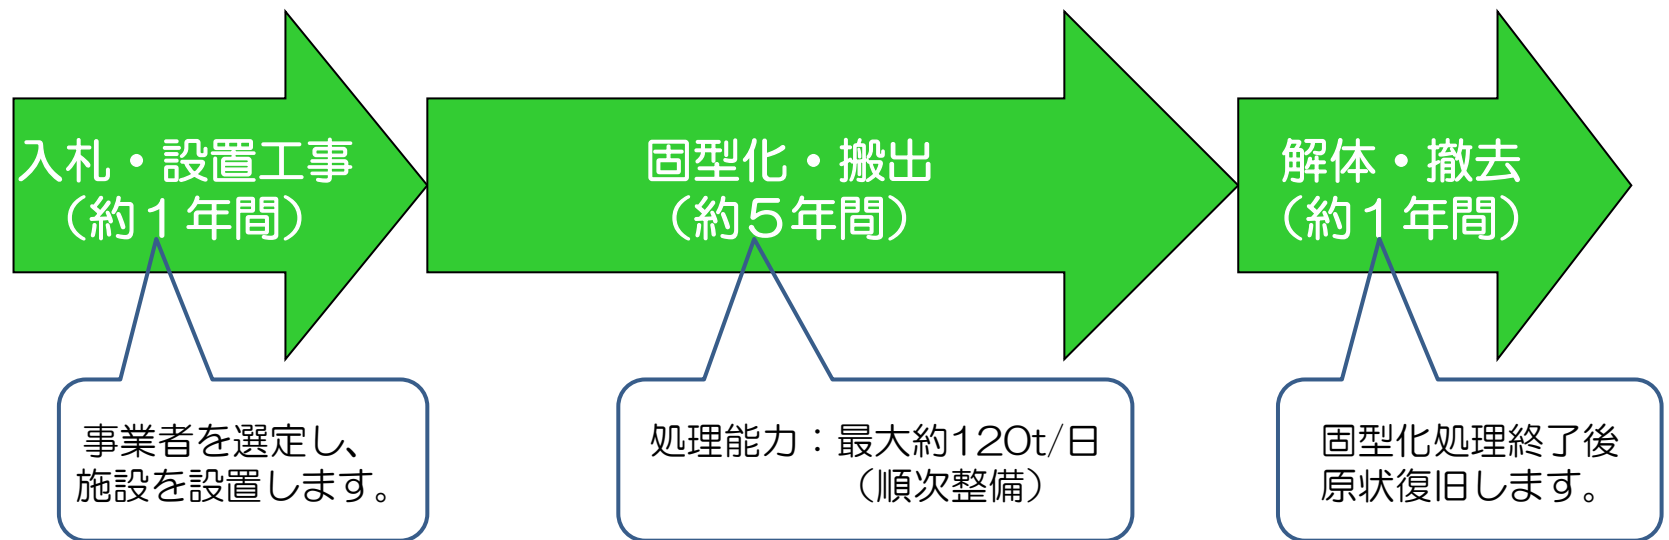 入札・設置工事
（約１年間）
固型化・搬出
（約５年間）
解体・撤去
（約１年間）
事業者を選定し、
施設を設置します。
処理能力：最大約120t/日
（順次整備）
固型化処理終了後
原状復旧します。